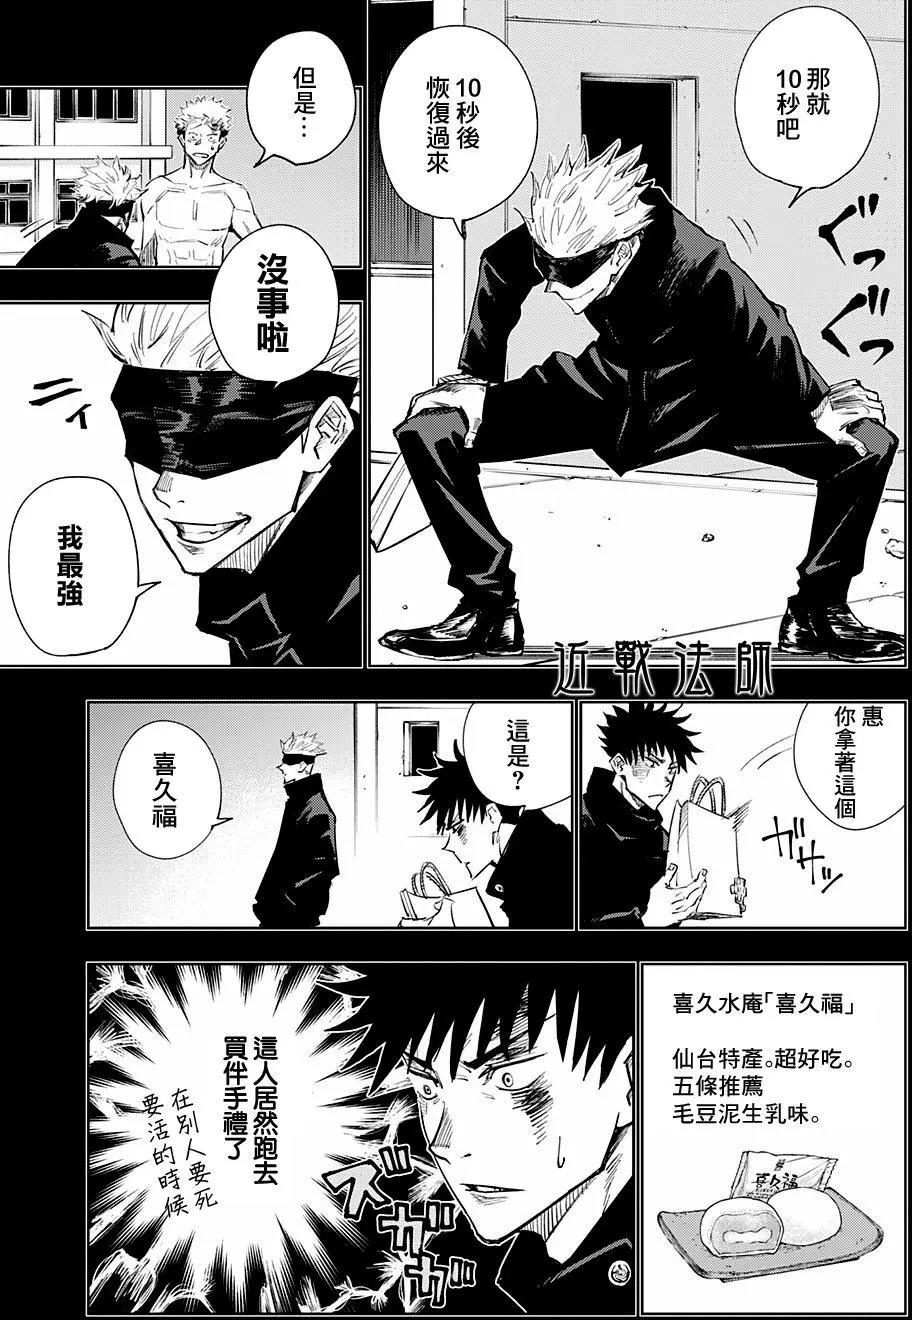 那就
10秒吧
10秒後
恢復過來
ぐっぐっ
但是…
沒事啦
ニィ
我最強
近戰法師
惠
你拿著這個
ガサッ
這是?
喜久福
喜久水庵「喜久福」
仙台特產。超好吃。
五條推薦
毛豆泥生乳味。
喜久福
這人居然跑去
買伴手禮了
在別人要死
要活的時候